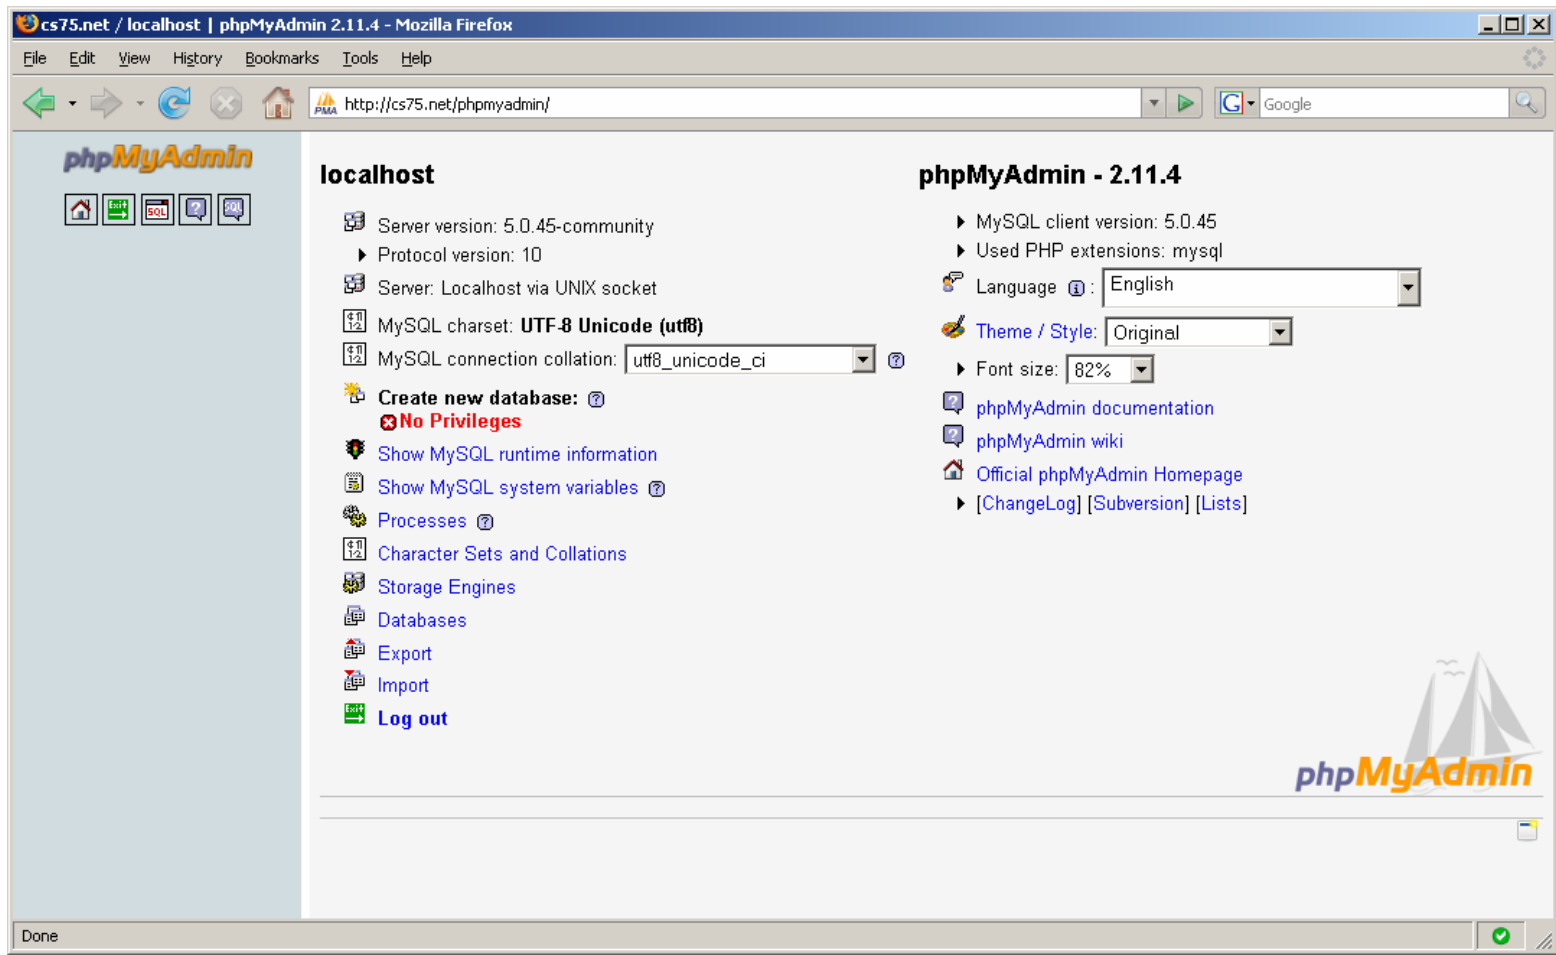 cs75.net / localhost | phpMyAdmin 2.11.4 - Mozilla Firefox
File Edit View History Bookmarks Tools Help
PMA http://cs75.net/phpmyadmin/ G Google
phpMyAdmin
Exit SQL ? SQL
localhost
Server version: 5.0.45-community
Protocol version: 10
Server: Localhost via UNIX socket
MySQL charset: UTF-8 Unicode (utf8)
MySQL connection collation: utf8_unicode_ci ?
Create new database: ?
No Privileges
Show MySQL runtime information
Show MySQL system variables ?
Processes ?
Character Sets and Collations
Storage Engines
Databases
Export
Import
Exit Log out
phpMyAdmin - 2.11.4
MySQL client version: 5.0.45
Used PHP extensions: mysql
Language i : English
Theme / Style: Original
Font size: 82%
phpMyAdmin documentation
phpMyAdmin wiki
Official phpMyAdmin Homepage
[ChangeLog] [Subversion] [Lists]
phpMyAdmin
Done